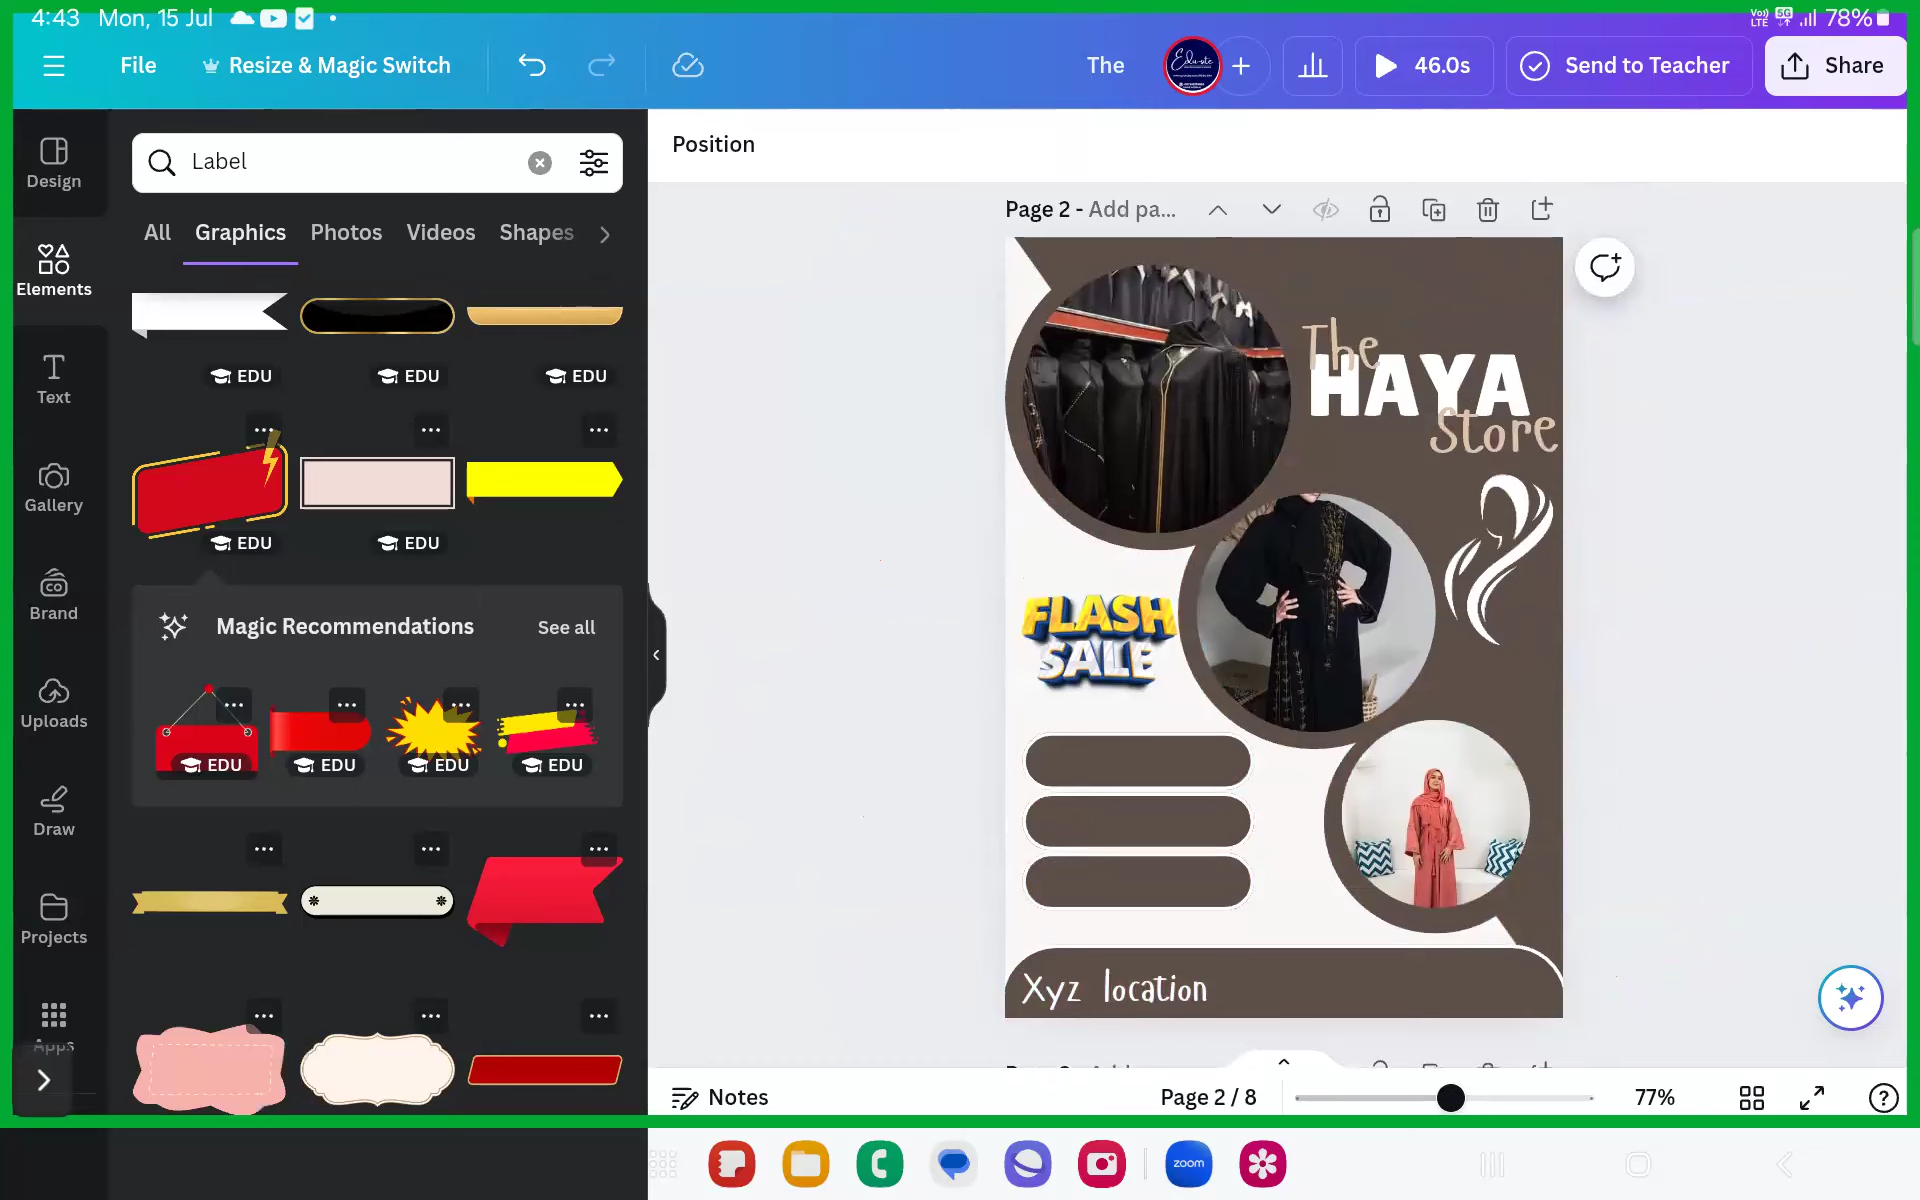 4:43 Mon, 15 Jul
Vo)) LTE 5G 78%
File
Resize & Magic Switch
The
46.0s
Send to Teacher
Share
Design
Elements
Text
Gallery
Brand
Uploads
Draw
Projects
Apps
Label
All Graphics Photos Videos Shapes
EDU EDU EDU
EDU EDU
Magic Recommendations See all
EDU EDU EDU EDU
Position
Page 2 - Add pa...
The
HAYA
Store
FLASH
SALE
Xyz location
Notes
Page 2 / 8
77%
zoom